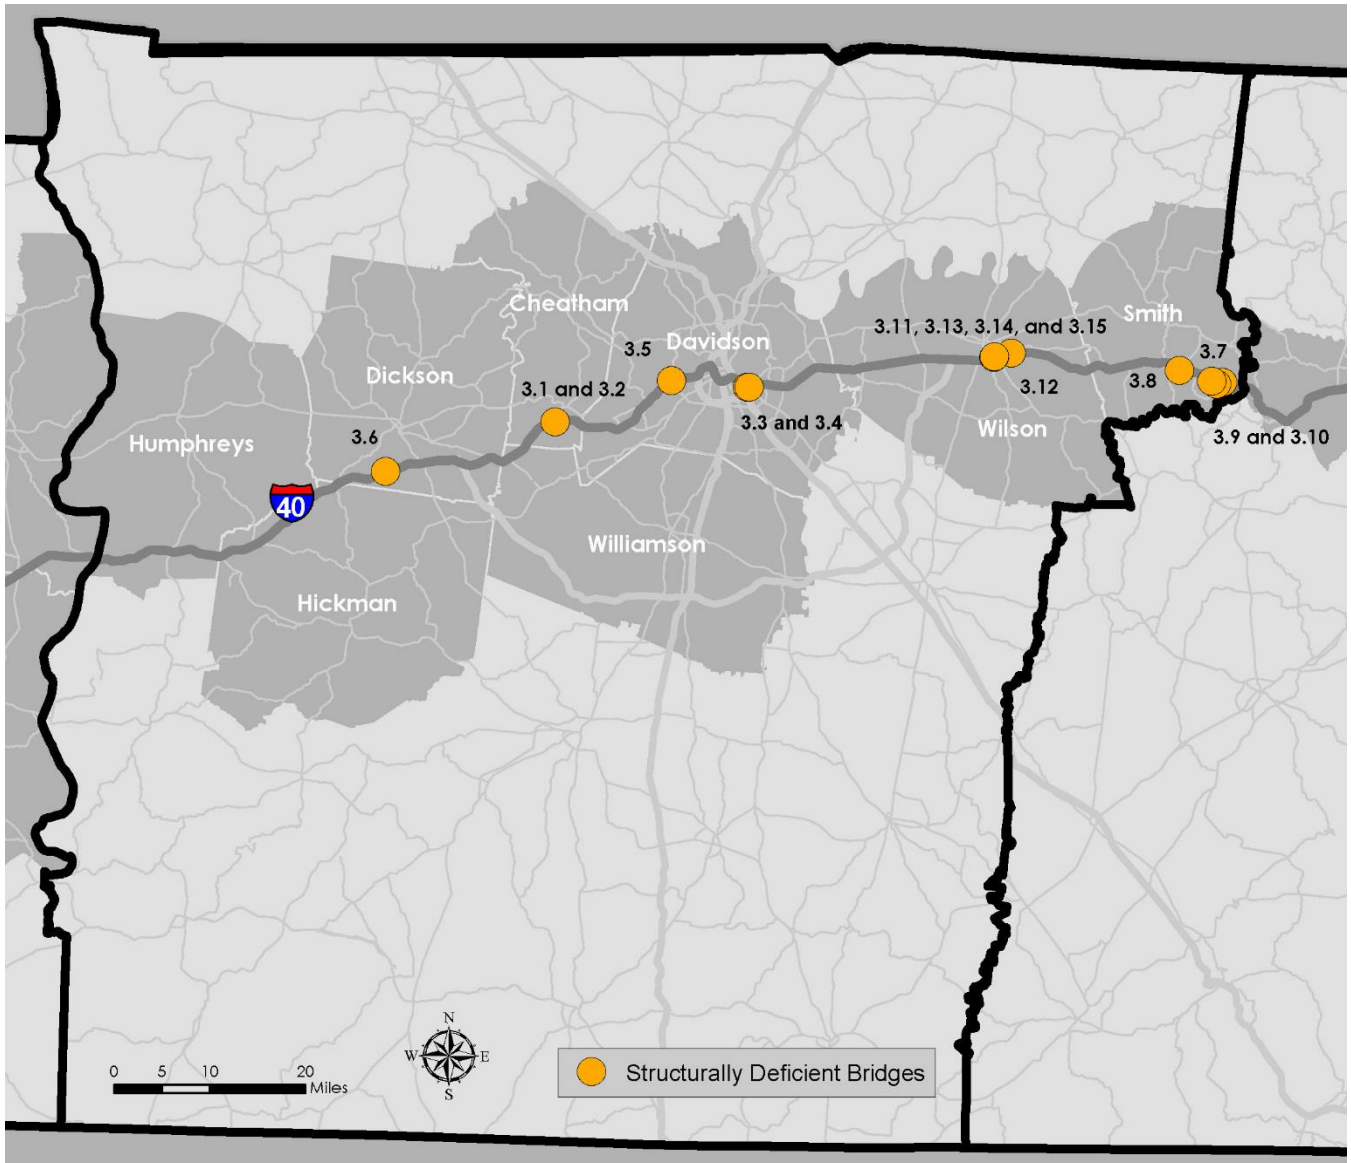 Cheatham
Davidson
Smith
3.11, 3.13, 3.14, and 3.15
3.5
3.7
Dickson
3.1 and 3.2
3.12
3.8
3.3 and 3.4
Wilson
3.9 and 3.10
Humphreys
3.6
40
Williamson
Hickman
N
W
E
S
0 5 10 20
Miles
Structurally Deficient Bridges